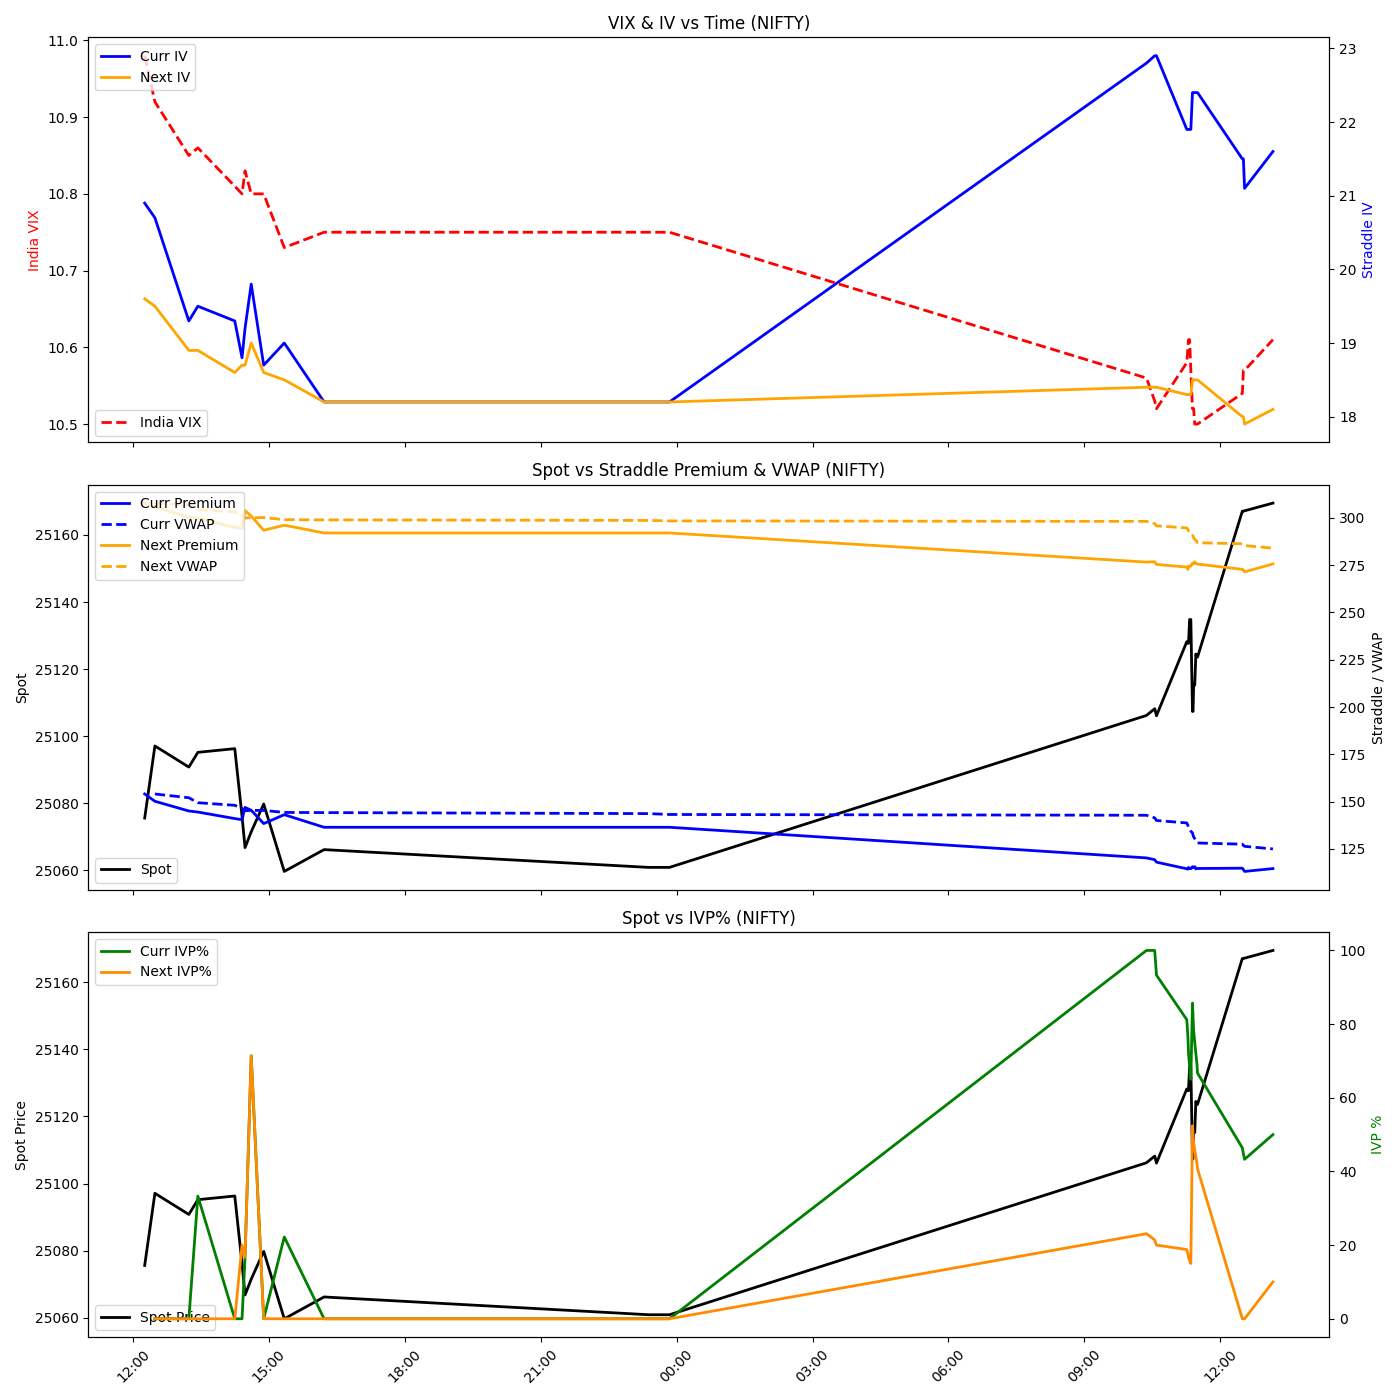 VIX & IV vs Time (NIFTY)
Curr IV
Next IV
India VIX
11.0
10.9
10.8
10.7
10.6
10.5
India VIX
23
22
21
20
19
18
Straddle IV
Spot vs Straddle Premium & VWAP (NIFTY)
Curr Premium
Curr VWAP
Next Premium
Next VWAP
Spot
25160
25140
25120
25100
25080
25060
Spot
300
275
250
225
200
175
150
125
Straddle / VWAP
Spot vs IVP% (NIFTY)
Curr IVP%
Next IVP%
Spot Price
25160
25140
25120
25100
25080
25060
Spot Price
100
80
60
40
20
0
IVP %
12:00
15:00
18:00
21:00
00:00
03:00
06:00
09:00
12:00